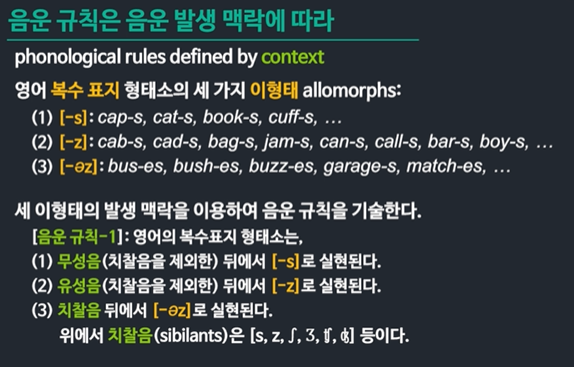 음운 규칙은 음운 발생 맥락에 따라
phonological rules defined by context
영어 복수 표지 형태소의 세 가지 이형태 allomorphs:
(1) [-s]: cap-s, cat-s, book-s, cuff-s, …
(2) [-z]: cab-s, cad-s, bag-s, jam-s, can-s, call-s, bar-s, boy-s, …
(3) [-əz]: bus-es, bush-es, buzz-es, garage-s, match-es, …
세 이형태의 발생 맥락을 이용하여 음운 규칙을 기술한다.
[음운 규칙-1]: 영어의 복수표지 형태소는,
(1) 무성음(치찰음을 제외한) 뒤에서 [-s]로 실현된다.
(2) 유성음(치찰음을 제외한) 뒤에서 [-z]로 실현된다.
(3) 치찰음 뒤에서 [-əz]로 실현된다.
위에서 치찰음(sibilants)은 [s, z, ʃ, ʒ, ʧ, ʤ] 등이다.